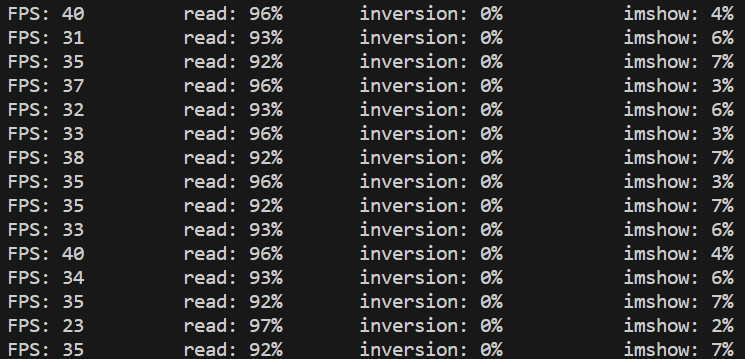 FPS: 40 read: 96% inversion: 0% imshow: 4%
FPS: 31 read: 93% inversion: 0% imshow: 6%
FPS: 35 read: 92% inversion: 0% imshow: 7%
FPS: 37 read: 96% inversion: 0% imshow: 3%
FPS: 32 read: 93% inversion: 0% imshow: 6%
FPS: 33 read: 96% inversion: 0% imshow: 3%
FPS: 38 read: 92% inversion: 0% imshow: 7%
FPS: 35 read: 96% inversion: 0% imshow: 3%
FPS: 35 read: 92% inversion: 0% imshow: 7%
FPS: 33 read: 93% inversion: 0% imshow: 6%
FPS: 40 read: 96% inversion: 0% imshow: 4%
FPS: 34 read: 93% inversion: 0% imshow: 6%
FPS: 35 read: 92% inversion: 0% imshow: 7%
FPS: 23 read: 97% inversion: 0% imshow: 2%
FPS: 35 read: 92% inversion: 0% imshow: 7%